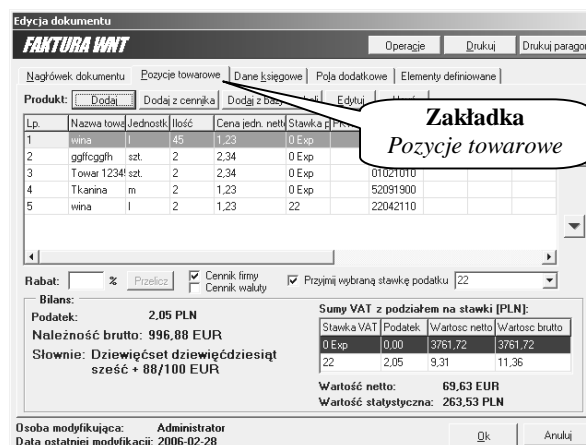 Edycja dokumentu
FAKTURA WNT
Operacje Drukuj Drukuj paragon
Nagłówek dokumentu Pozycje towarowe Dane księgowe Pola dodatkowe Elementy definiowane
Produkt: Dodaj Dodaj z cennika Dodaj z bazy Edytuj
Zakładka
Pozycje towarowe
Lp. Nazwa towa Jednostk Ilość Cena jedn. nett Stawka p
1 wina l 45 1,23 0 Exp
2 ggffcggfh szt. 2 2,34 0 Exp
3 Towar 1234 szt. 2 2,34 0 Exp 01021010
4 Tkanina m 2 1,23 0 Exp 52091900
5 wina l 2 1,23 22 22042110
Rabat: % Przelicz Cennik firmy Przyjmij wybraną stawkę podatku 22
Cennik waluty
Bilans:
Podatek: 2,05 PLN
Należność brutto: 996,88 EUR
Słownie: Dziewięćset dziewięćdziesiąt
sześć + 88/100 EUR
Sumy VAT z podziałem na stawki [PLN]:
Stawka VAT Podatek Wartosc netto Wartosc brutto
0 Exp 0,00 3761,72 3761,72
22 2,05 9,31 11,36
Wartość netto: 69,63 EUR
Wartość statystyczna: 263,53 PLN
Osoba modyfikująca: Administrator
Data ostatniej modyfikacji: 2006-02-28
Ok Anuluj